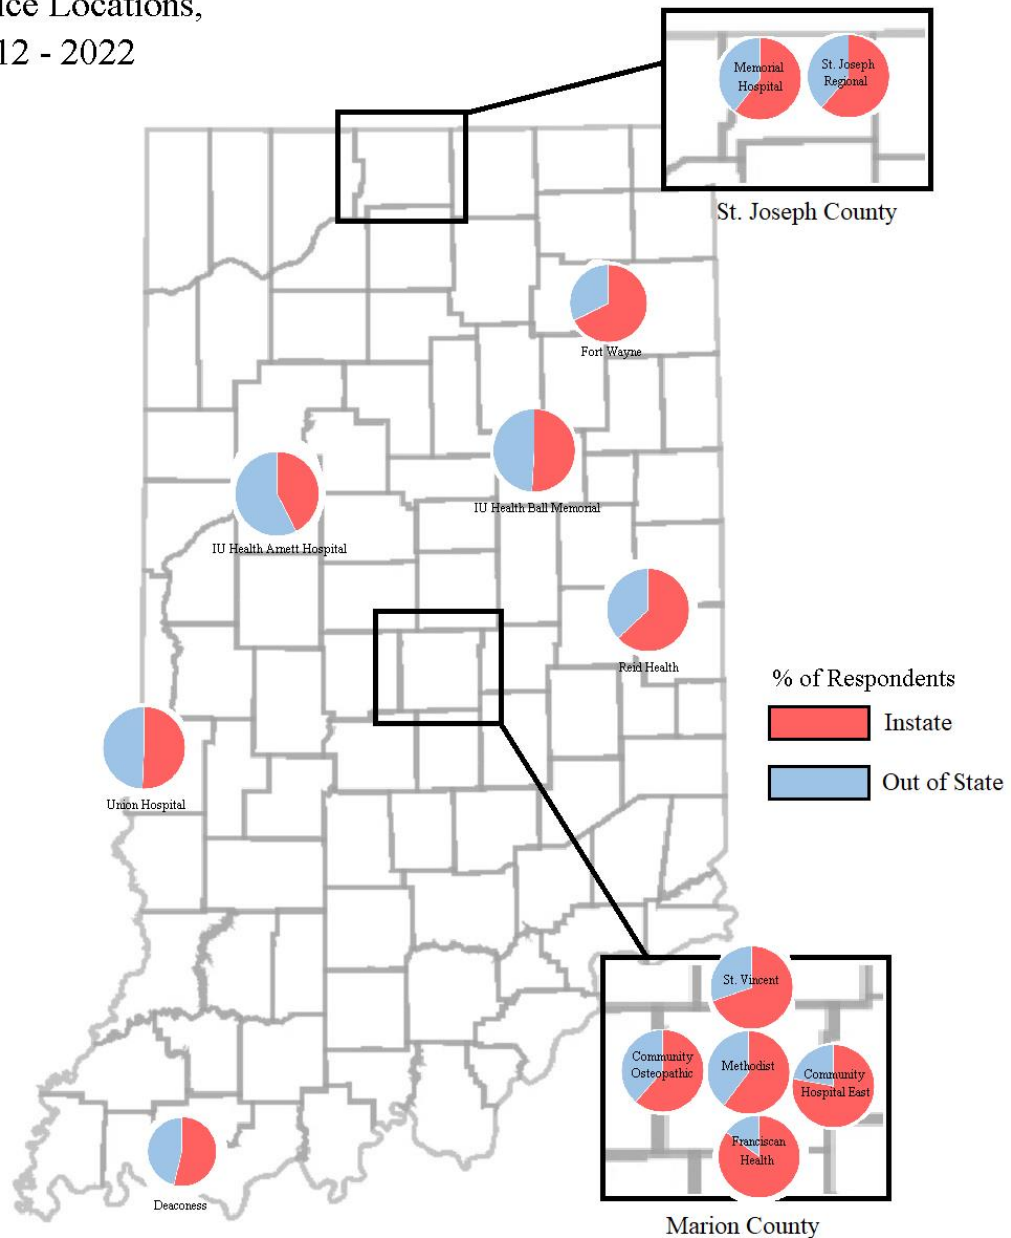 ice Locations,
12 - 2022
Memorial
Hospital
St. Joseph
Regional
St. Joseph County
Fort Wayne
IU Health Ball Memorial
IU Health Arnett Hospital
Reid Health
% of Respondents
Instate
Out of State
Union Hospital
St. Vincent
Community
Osteopathic
Methodist
Community
Hospital East
Franciscan
Health
Deaconess
Marion County